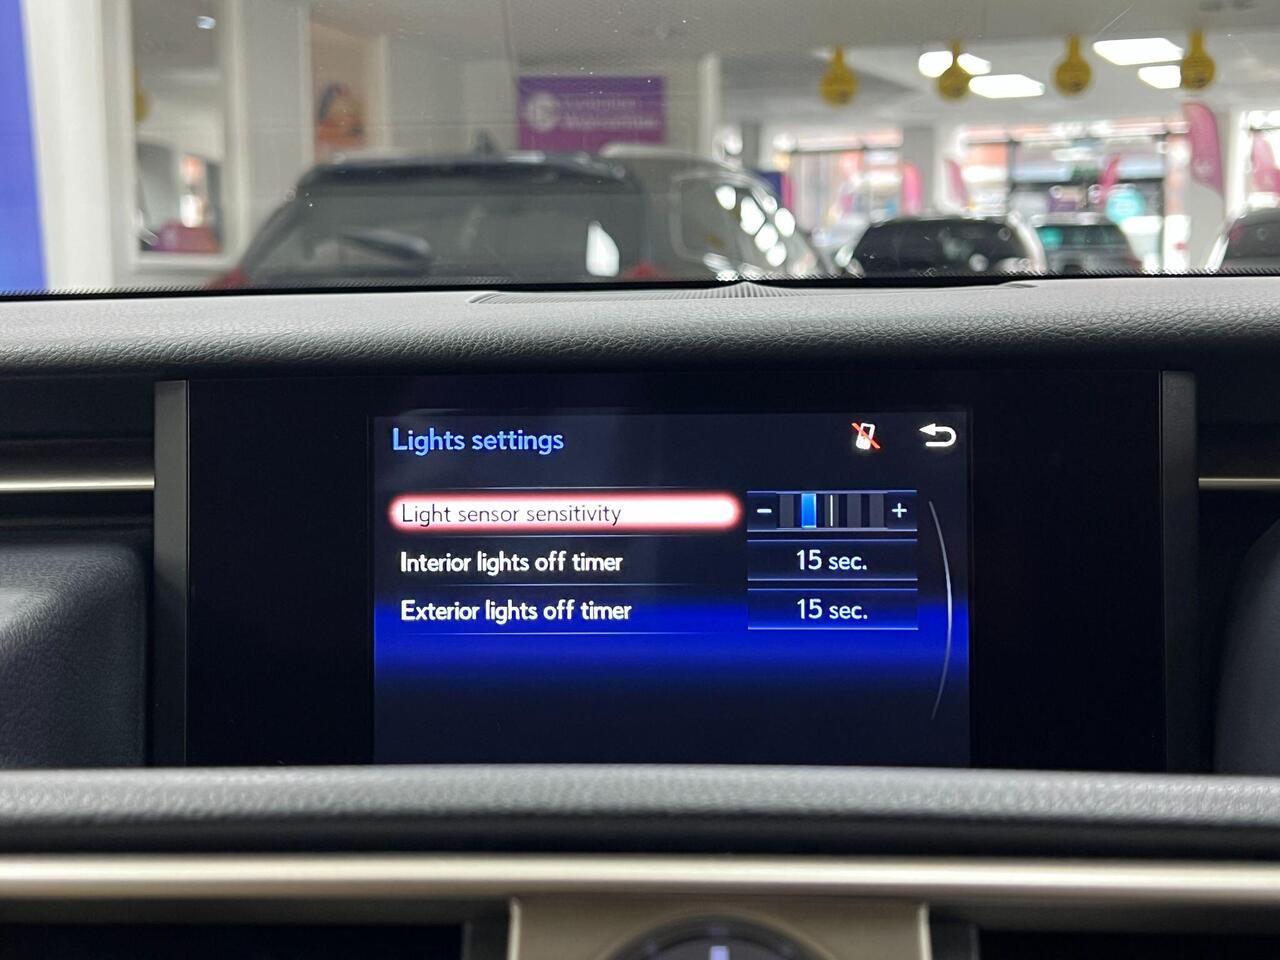 Lights settings
Light sensor sensitivity
- +
Interior lights off timer 15 sec.
Exterior lights off timer 15 sec.